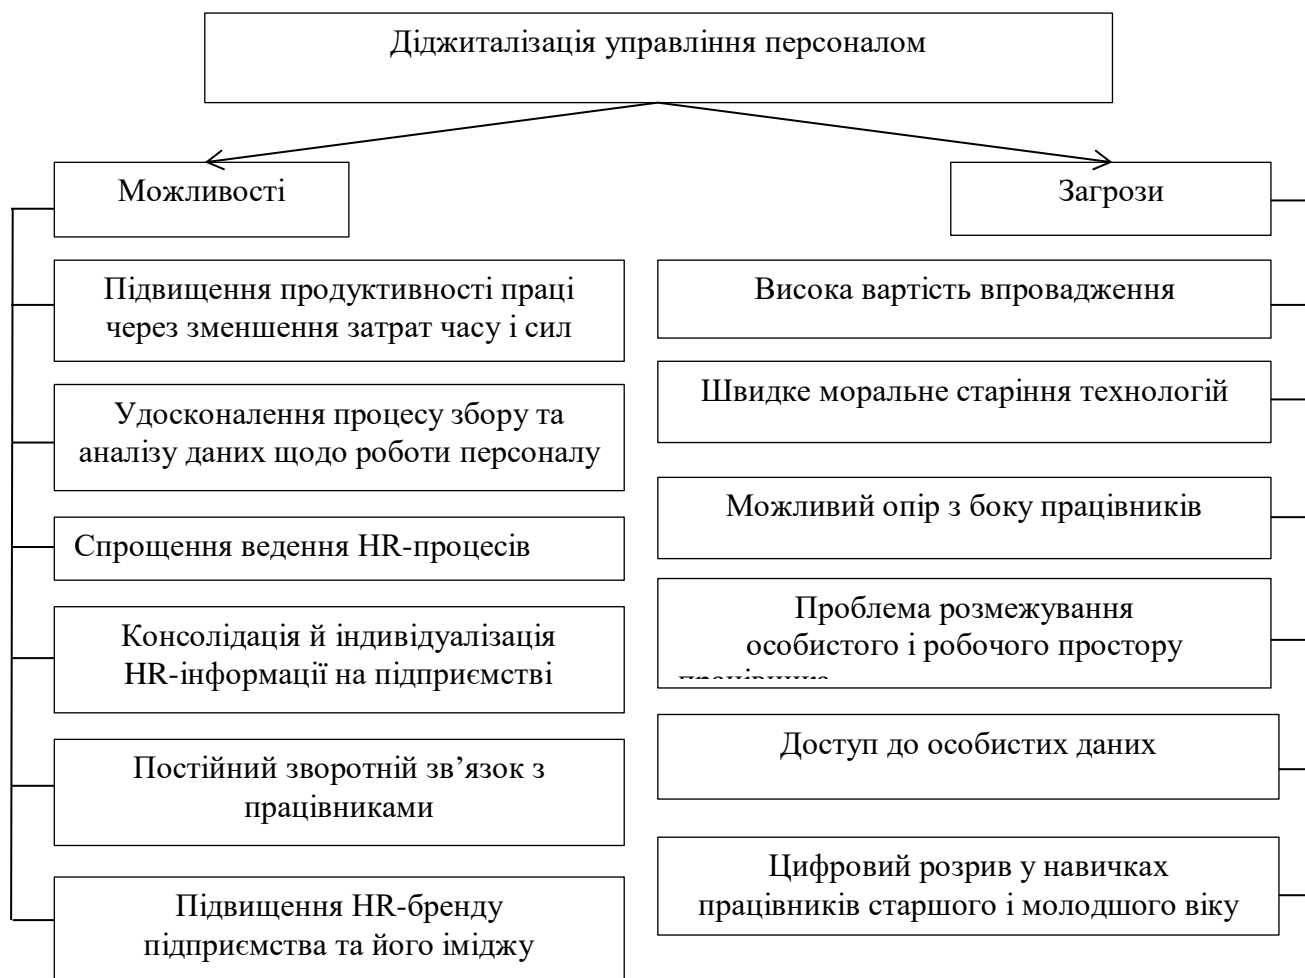 Діджиталізація управління персоналом
Можливості
Підвищення продуктивності праці
через зменшення затрат часу і сил
Удосконалення процесу збору та
аналізу даних щодо роботи персоналу
Спрощення ведення HR-процесів
Консолідація й індивідуалізація
HR-інформації на підприємстві
Постійний зворотній зв’язок з
працівниками
Підвищення HR-бренду
підприємства та його іміджу
Загрози
Висока вартість впровадження
Швидке моральне старіння технологій
Можливий опір з боку працівників
Проблема розмежування
особистого і робочого простору
Доступ до особистих даних
Цифровий розрив у навичках
працівників старшого і молодшого віку